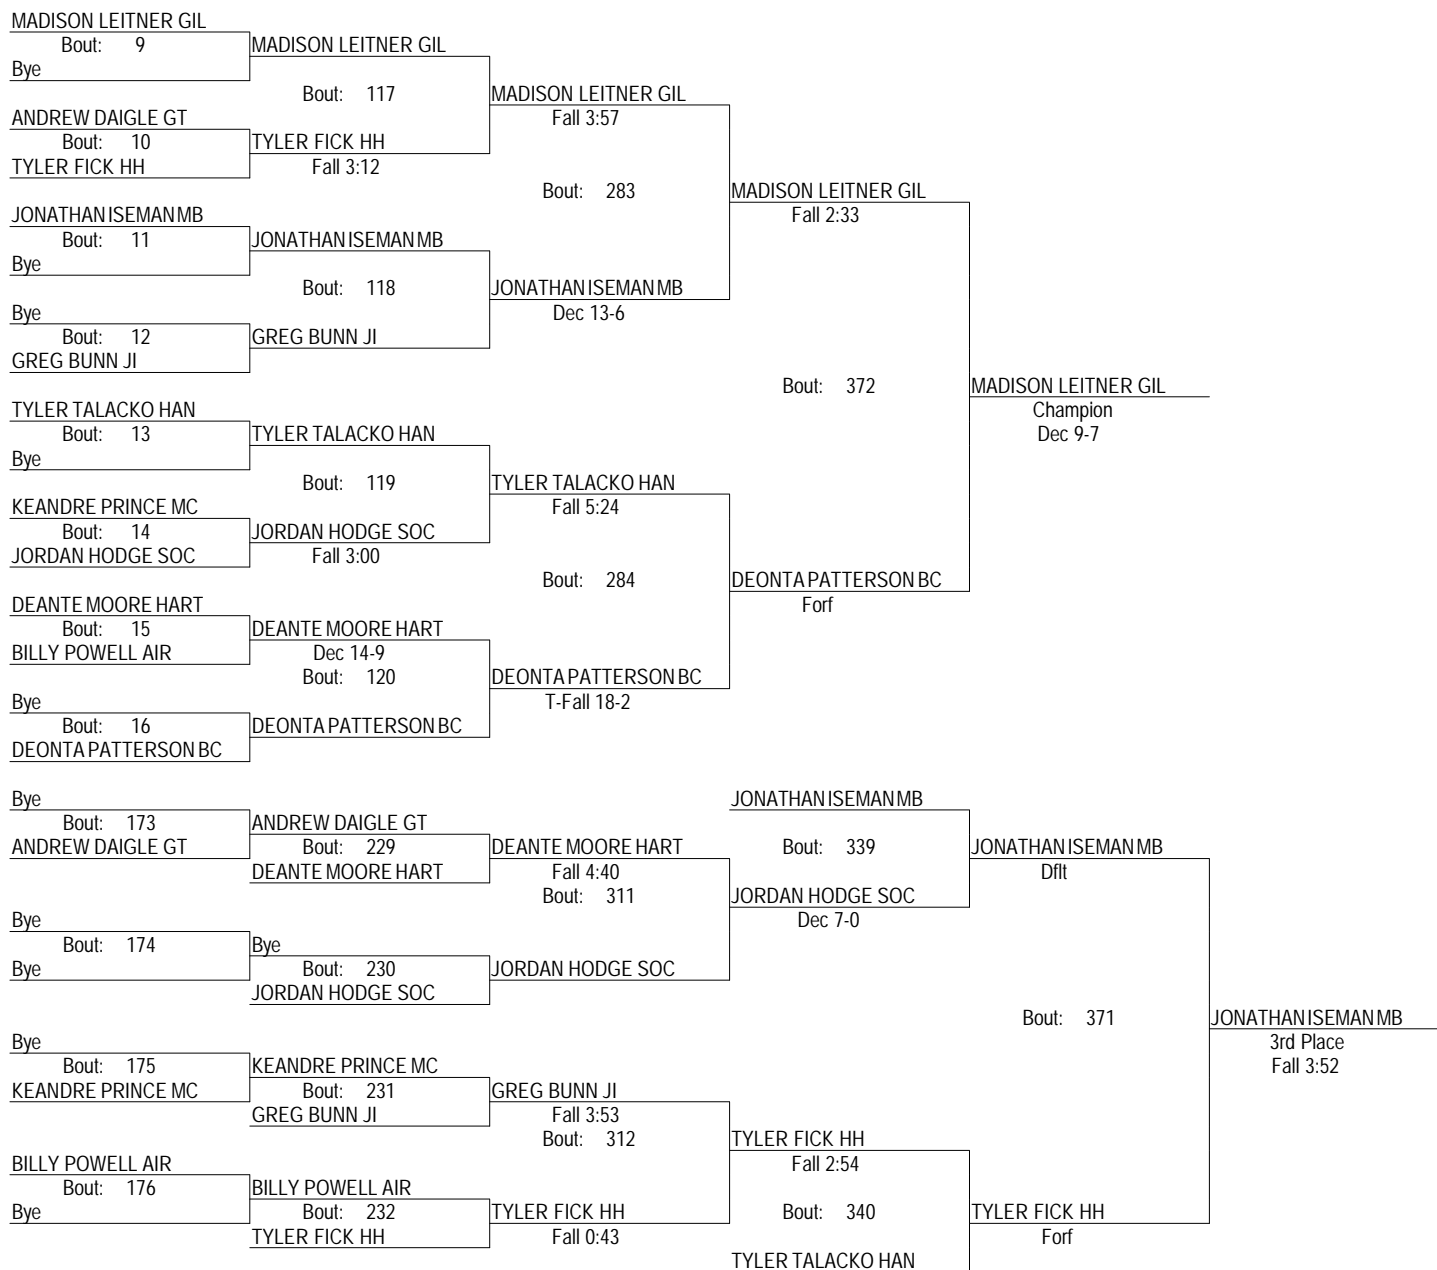 MADISON LEITNER GIL
Bout: 9
MADISON LEITNER GIL
Bye
Bout: 117
MADISON LEITNER GIL
ANDREW DAIGLE GT
Fall 3:57
Bout: 10
TYLER FICK HH
TYLER FICK HH
Fall 3:12
Bout: 283
MADISON LEITNER GIL
JONATHAN ISEMAN MB
Fall 2:33
Bout: 11
JONATHAN ISEMAN MB
Bye
Bout: 118
JONATHAN ISEMAN MB
Bye
Dec 13-6
Bout: 12
GREG BUNN JI
GREG BUNN JI
Bout: 372
MADISON LEITNER GIL
TYLER TALACKO HAN
Champion
Bout: 13
TYLER TALACKO HAN
Dec 9-7
Bye
Bout: 119
TYLER TALACKO HAN
KEANDRE PRINCE MC
Fall 5:24
Bout: 14
JORDAN HODGE SOC
JORDAN HODGE SOC
Fall 3:00
Bout: 284
DEONTA PATTERSON BC
DEANTE MOORE HART
Forf
Bout: 15
DEANTE MOORE HART
BILLY POWELL AIR
Dec 14-9
Bout: 120
DEONTA PATTERSON BC
Bye
T-Fall 18-2
Bout: 16
DEONTA PATTERSON BC
DEONTA PATTERSON BC
Bye
JONATHAN ISEMAN MB
Bout: 173
ANDREW DAIGLE GT
ANDREW DAIGLE GT
Bout: 229
DEANTE MOORE HART
Bout: 339
JONATHAN ISEMAN MB
DEANTE MOORE HART
Fall 4:40
Dflt
Bout: 311
JORDAN HODGE SOC
Bye
Dec 7-0
Bout: 174
Bye
Bye
Bout: 230
JORDAN HODGE SOC
JORDAN HODGE SOC
Bout: 371
JONATHAN ISEMAN MB
Bye
3rd Place
Bout: 175
KEANDRE PRINCE MC
Fall 3:52
KEANDRE PRINCE MC
Bout: 231
GREG BUNN JI
GREG BUNN JI
Fall 3:53
Bout: 312
TYLER FICK HH
BILLY POWELL AIR
Fall 2:54
Bout: 176
BILLY POWELL AIR
Bye
Bout: 232
TYLER FICK HH
Bout: 340
TYLER FICK HH
TYLER FICK HH
Fall 0:43
Forf
TYLER TALACKO HAN